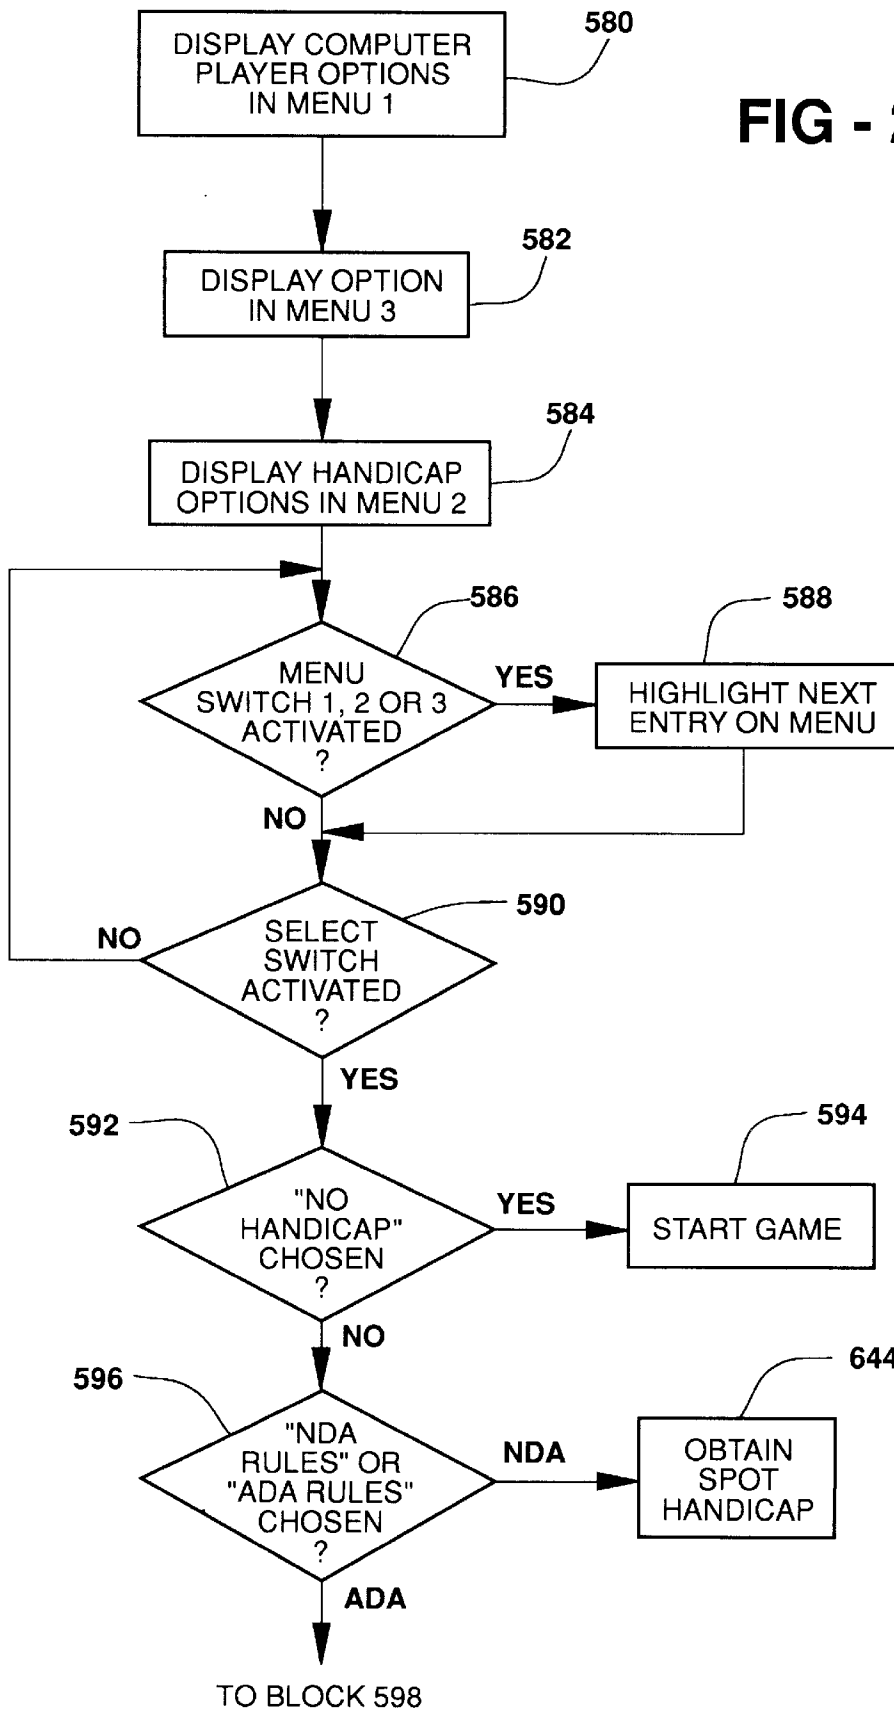 580
DISPLAY COMPUTER
PLAYER OPTIONS
IN MENU 1
FIG -
582
DISPLAY OPTION
IN MENU 3
584
DISPLAY HANDICAP
OPTIONS IN MENU 2
586
588
MENU
SWITCH 1, 2 OR 3
ACTIVATED
?
YES
HIGHLIGHT NEXT
ENTRY ON MENU
NO
590
NO
SELECT
SWITCH
ACTIVATED
?
YES
592
594
"NO
HANDICAP"
CHOSEN
?
YES
START GAME
NO
596
644
"NDA
RULES" OR
"ADA RULES"
CHOSEN
?
NDA
OBTAIN
SPOT
HANDICAP
ADA
TO BLOCK 598